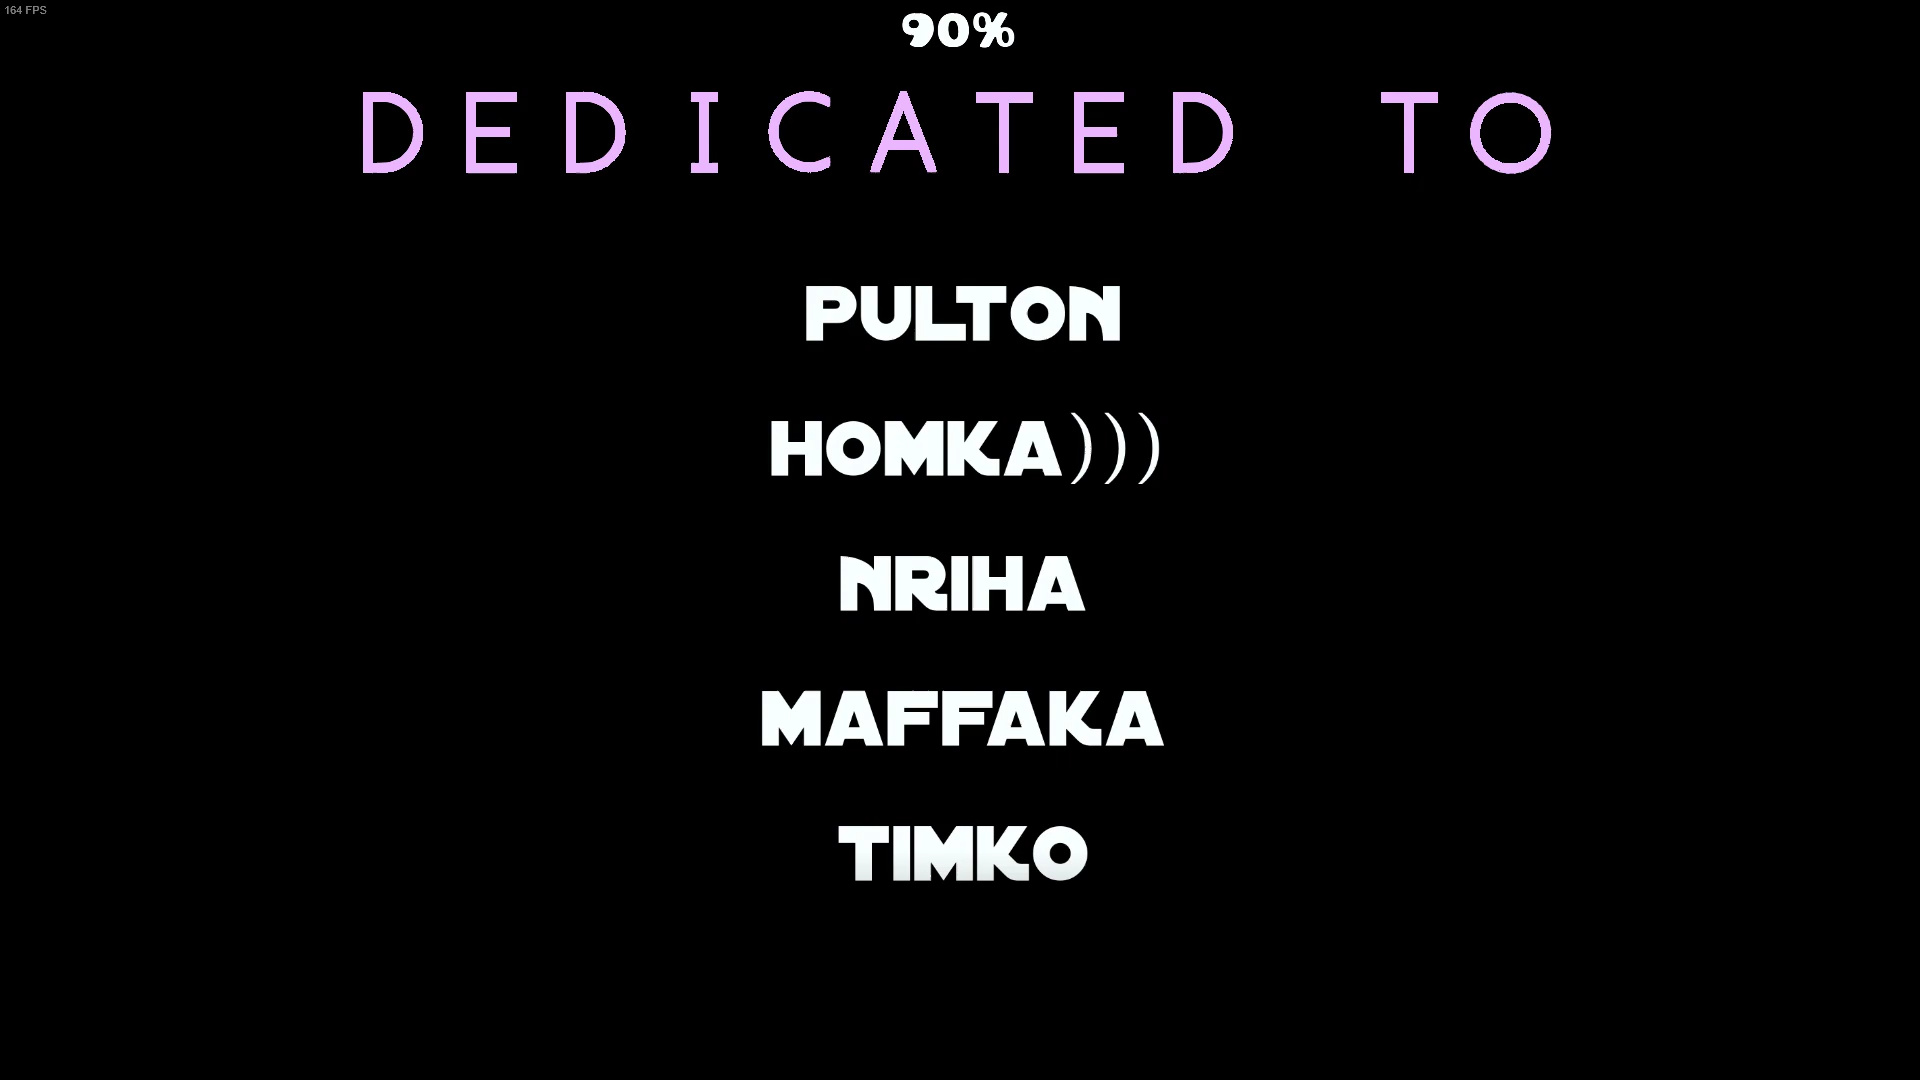 164 FPS
90%
DEDICATED TO
PULTON
HOMKA)))
NRIHA
MAFFAKA
TIMKO